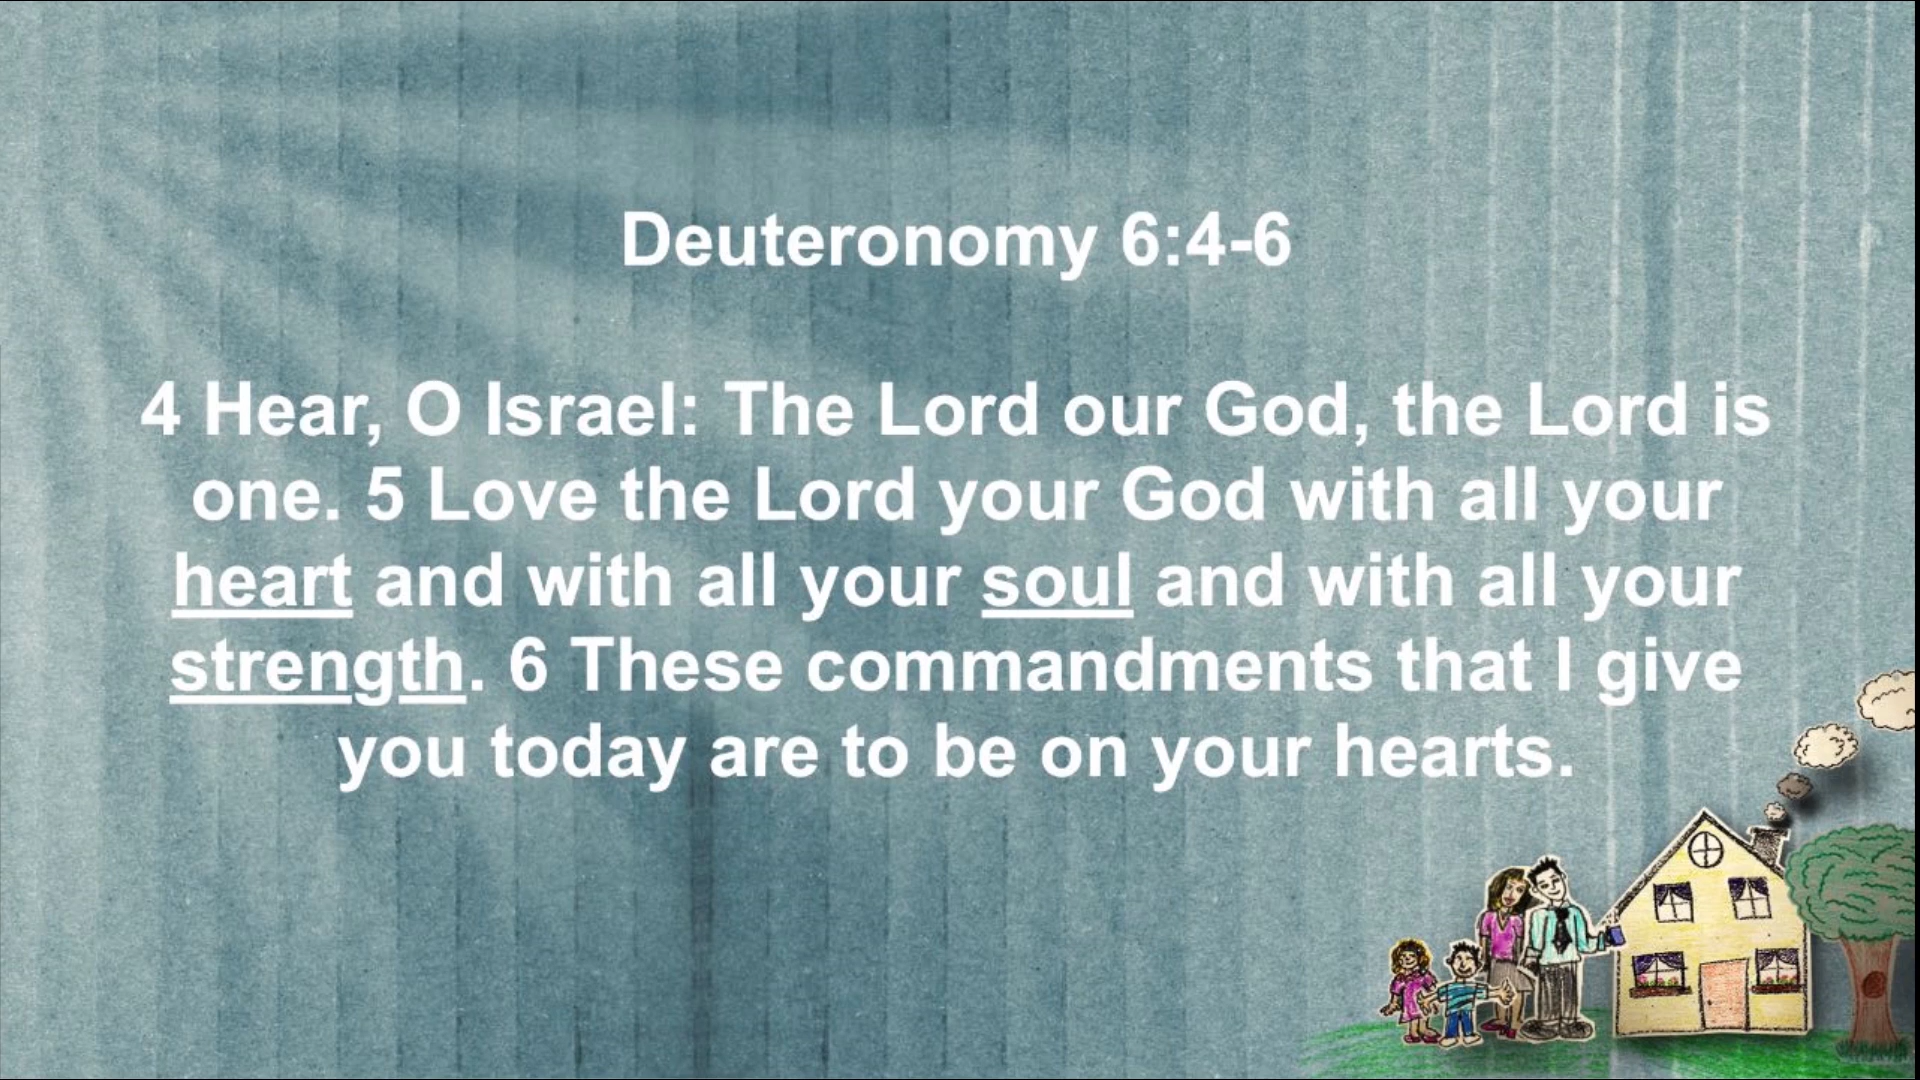 Deuteronomy 6:4-6
4 Hear, O Israel: The Lord our God, the Lord is
one. 5 Love the Lord your God with all your
heart and with all your soul and with all your
strength. 6 These commandments that I give
you today are to be on your hearts.